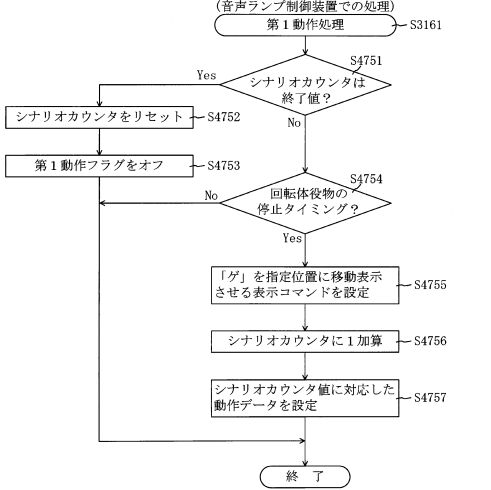 (音声ランプ制御装置での処理)
第１動作処理
S3161
S4751
シナリオカウンタは
終了値？
Yes
No
シナリオカウンタをリセット
S4752
第１動作フラグをオフ
S4753
S4754
回転体役物の
停止タイミング？
No
Yes
「ゲ」を指定位置に移動表示
させる表示コマンドを設定
S4755
シナリオカウンタに１加算
S4756
シナリオカウンタ値に対応した
動作データを設定
S4757
終 了